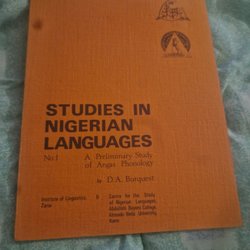 STUDIES IN
NIGERIAN
LANGUAGES
No.1 A Preliminary Study
of Angas Phonology
by D.A. Burquest
Institute of Linguistics, & Centre for the Study
Zaria of Nigerian Languages,
Abdullahi Bayero College,
Ahmadu Bello University,
Kano